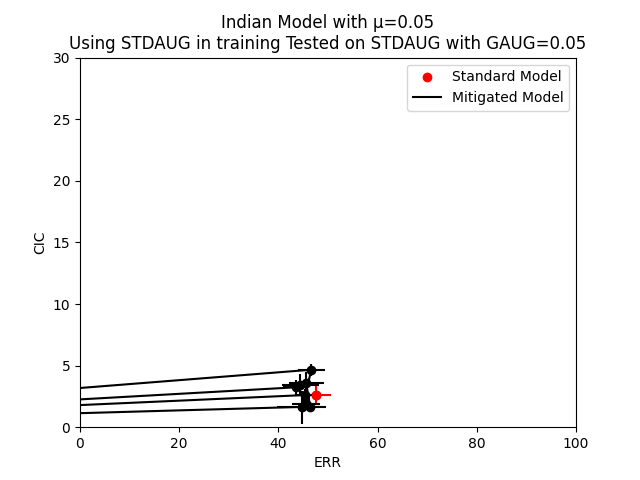 Indian Model with μ=0.05
Using STDAUG in training Tested on STDAUG with GAUG=0.05
30
25
20
15
10
5
0
CIC
Standard Model
Mitigated Model
0 20 40 60 80 100
ERR